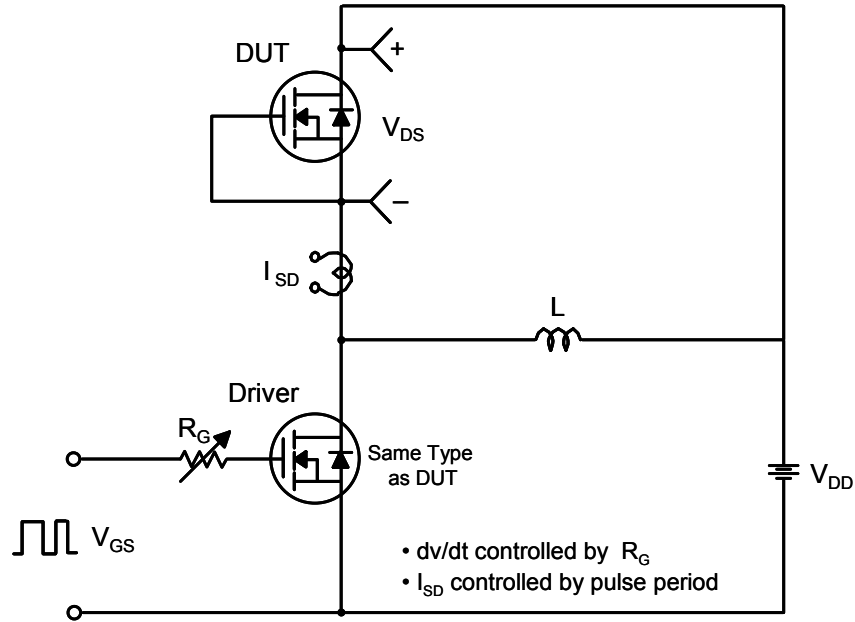 DUT
+
V_DS
−
I_SD
L
Driver
R_G
Same Type
as DUT
V_DD
V_GS
• dv/dt controlled by R_G
• I_SD controlled by pulse period